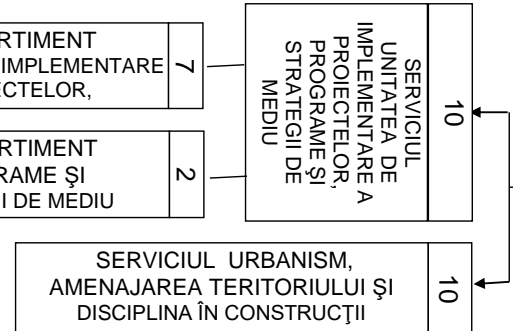 RTIMENT
IMPLEMENTARE
ECTELOR,
7
RTIMENT
RAME ŞI
I DE MEDIU
2
SERVICIUL
UNITATEA DE
IMPLEMENTARE A
PROIECTELOR,
PROGRAME ŞI
STRATEGII DE
MEDIU
10
SERVICIUL URBANISM,
AMENAJAREA TERITORIULUI ŞI
DISCIPLINA ÎN CONSTRUCŢII
10